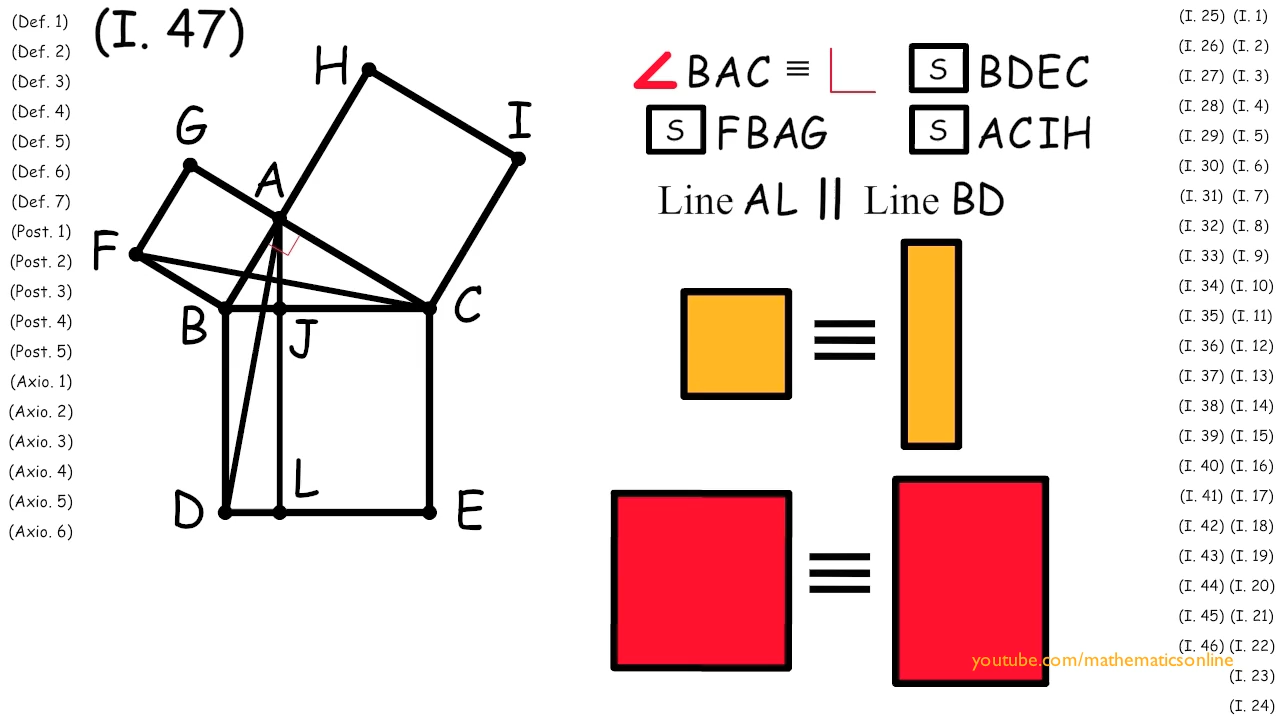 (I. 47)
(Def. 1)
(Def. 2)
(Def. 3)
(Def. 4)
(Def. 5)
(Def. 6)
(Def. 7)
(Post. 1)
(Post. 2)
(Post. 3)
(Post. 4)
(Post. 5)
(Axio. 1)
(Axio. 2)
(Axio. 3)
(Axio. 4)
(Axio. 5)
(Axio. 6)
H
I
G
A
F
B
J
C
D
L
E
∠BAC ≡ ∟ S BDEC
S FBAG S ACIH
Line AL || Line BD
≡
≡
youtube.com/mathematicsonline
(I. 25) (I. 1)
(I. 26) (I. 2)
(I. 27) (I. 3)
(I. 28) (I. 4)
(I. 29) (I. 5)
(I. 30) (I. 6)
(I. 31) (I. 7)
(I. 32) (I. 8)
(I. 33) (I. 9)
(I. 34) (I. 10)
(I. 35) (I. 11)
(I. 36) (I. 12)
(I. 37) (I. 13)
(I. 38) (I. 14)
(I. 39) (I. 15)
(I. 40) (I. 16)
(I. 41) (I. 17)
(I. 42) (I. 18)
(I. 43) (I. 19)
(I. 44) (I. 20)
(I. 45) (I. 21)
(I. 46) (I. 22)
(I. 23)
(I. 24)